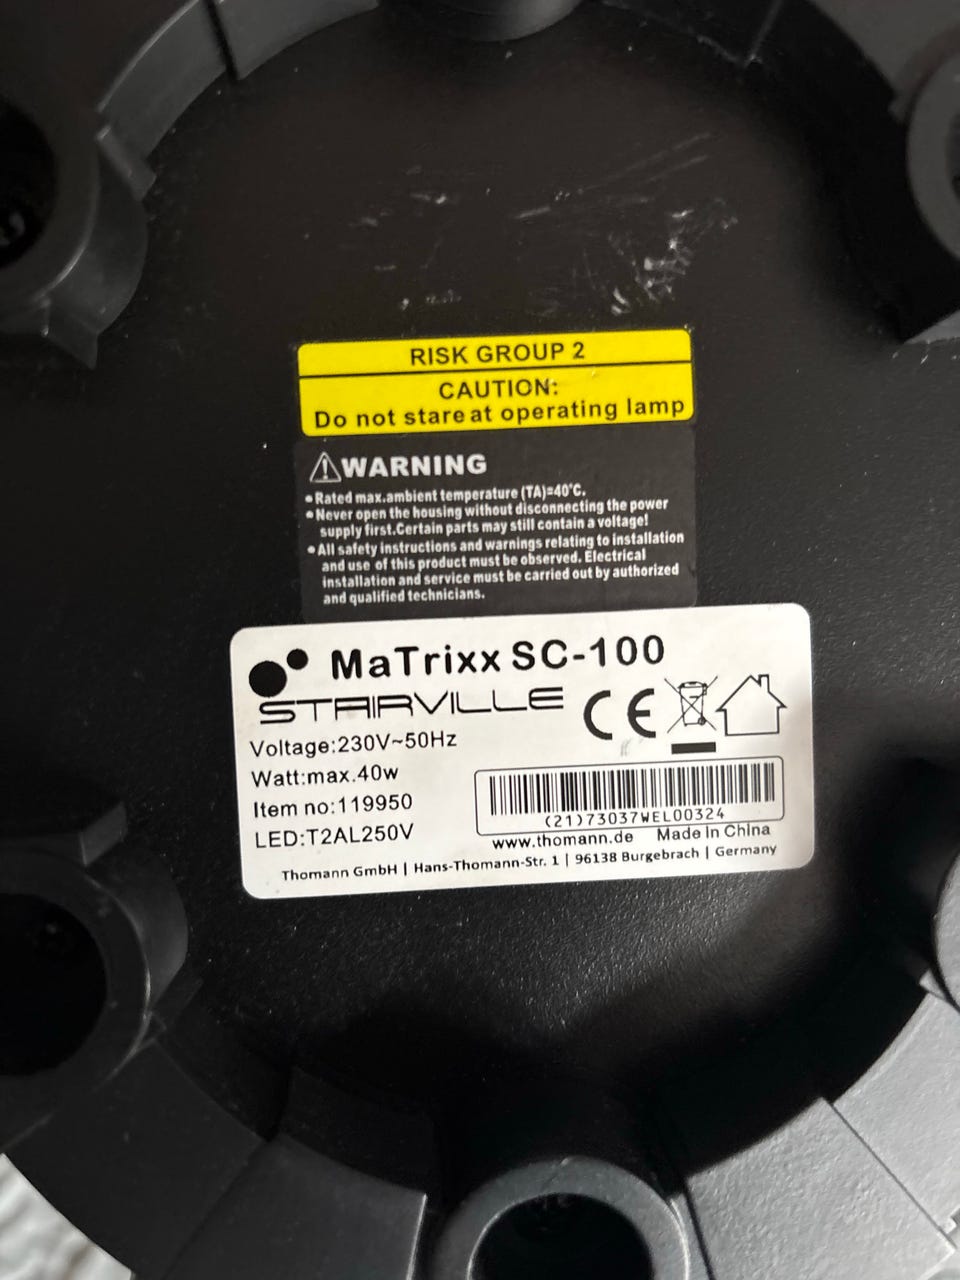 RISK GROUP 2
CAUTION:
Do not stare at operating lamp
WARNING
•Rated max.ambient temperature (TA)=40°C.
•Never open the housing without disconnecting the power
supply first.Certain parts may still contain a voltage!
•All safety instructions and warnings relating to installation
and use of this product must be observed. Electrical
installation and service must be carried out by authorized
and qualified technicians.
MaTrixx SC-100
STAIRVILLE
CE
Voltage:230V~50Hz
Watt:max.40w
Item no:119950
LED:T2AL250V
(21)73037WEL00324
www.thomann.de Made in China
Thomann GmbH | Hans-Thomann-Str. 1 | 96138 Burgebrach | Germany